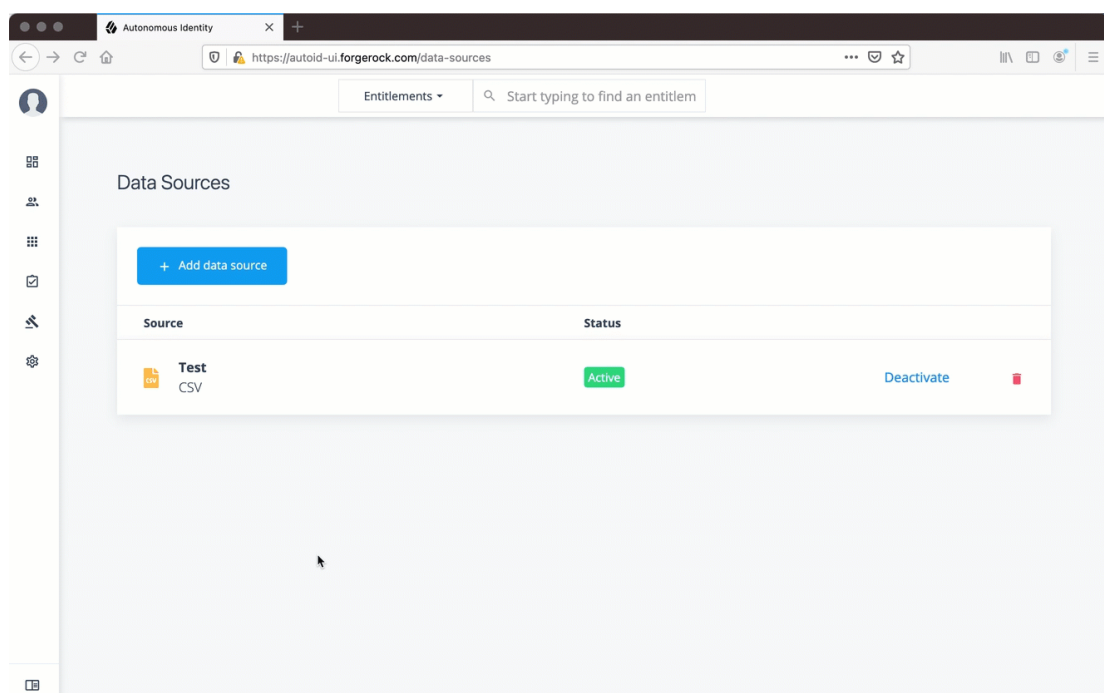 Autonomous Identity
https://autoid-ui.forgerock.com/data-sources
Entitlements
Start typing to find an entitlem
Data Sources
+ Add data source
Source Status
Test
CSV
CSV
Active
Deactivate